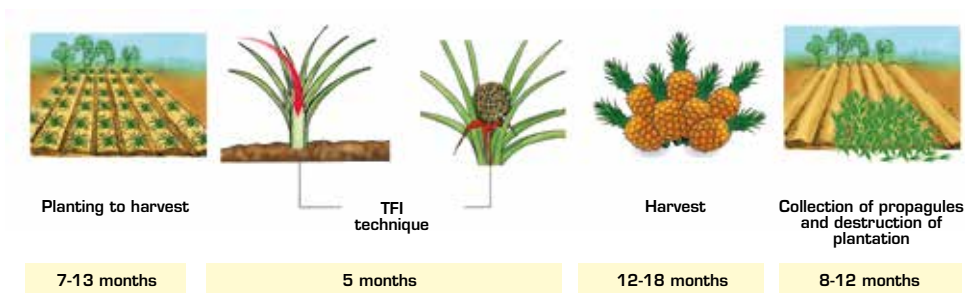 Planting to harvest
TFI
technique
Harvest
Collection of propagules
and destruction of
plantation
7-13 months
5 months
12-18 months
8-12 months